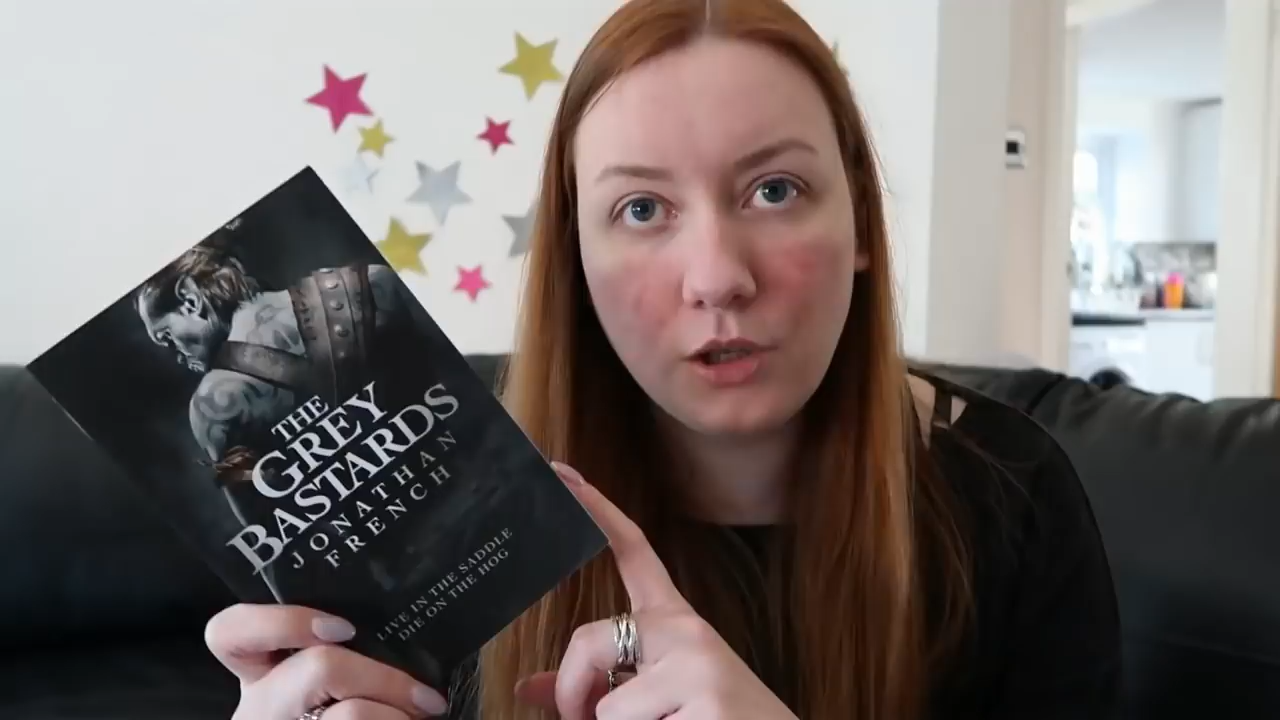 THE
GREY
BASTARDS
JONATHAN
FRENCH
LIVE IN THE SADDLE
DIE ON THE HOG